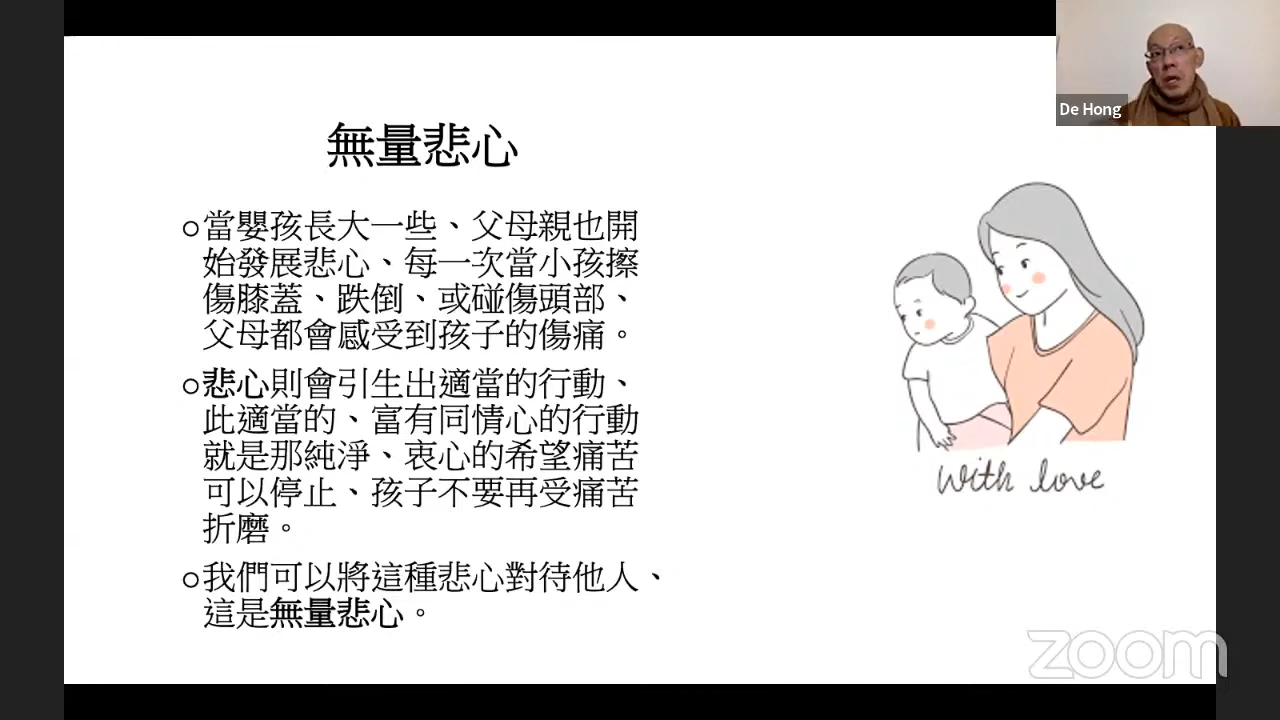 De Hong
無量悲心
○當嬰孩長大一些、父母親也開
始發展悲心、每一次當小孩擦
傷膝蓋、跌倒、或碰傷頭部、
父母都會感受到孩子的傷痛。
○悲心則會引生出適當的行動、
此適當的、富有同情心的行動
就是那純淨、衷心的希望痛苦
可以停止、孩子不要再受痛苦
折磨。
○我們可以將這種悲心對待他人、
這是無量悲心。
With love
zoom